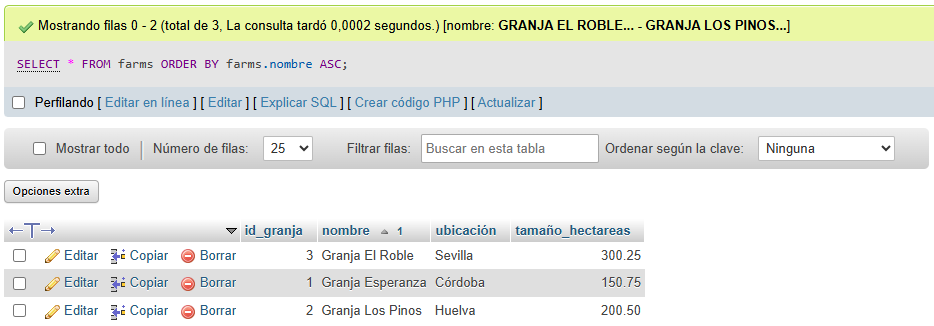 Mostrando filas 0 - 2 (total de 3, La consulta tardó 0,0002 segundos.) [nombre: GRANJA EL ROBLE... - GRANJA LOS PINOS...]
SELECT * FROM farms ORDER BY farms.nombre ASC;
Perfilando [ Editar en línea ] [ Editar ] [ Explicar SQL ] [ Crear código PHP ] [ Actualizar ]
Mostrar todo | Número de filas: 25 Filtrar filas: Buscar en esta tabla Ordenar según la clave: Ninguna
Opciones extra
←T→ id_granja nombre 1 ubicación tamaño_hectareas
Editar Copiar Borrar 3 Granja El Roble Sevilla 300.25
Editar Copiar Borrar 1 Granja Esperanza Córdoba 150.75
Editar Copiar Borrar 2 Granja Los Pinos Huelva 200.50